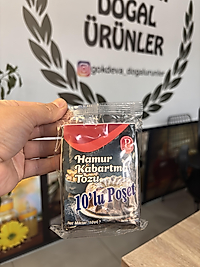 DOĞAL
ÜRÜNLER
@gokdeva_dogalurunler
Hamur
Kabartma
Tozu
10'lu Poşet